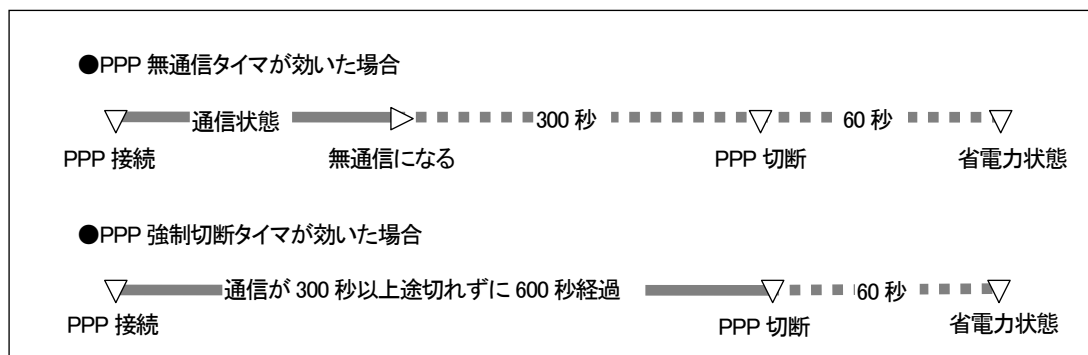 ●PPP 無通信タイマが効いた場合
通信状態 300 秒 60 秒
PPP 接続 無通信になる PPP 切断 省電力状態
●PPP 強制切断タイマが効いた場合
通信が 300 秒以上途切れずに 600 秒経過 60 秒
PPP 接続 PPP 切断 省電力状態